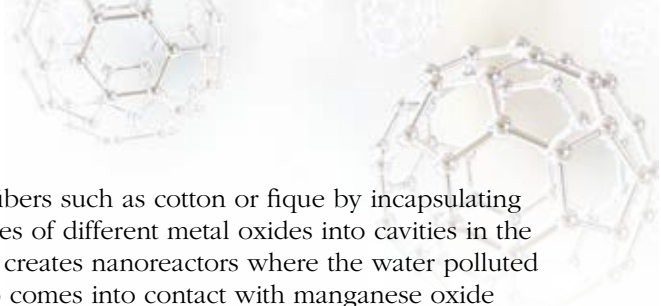 fibers such as cotton or fique by incapsulating
es of different metal oxides into cavities in the
creates nanoreactors where the water polluted
comes into contact with manganese oxide